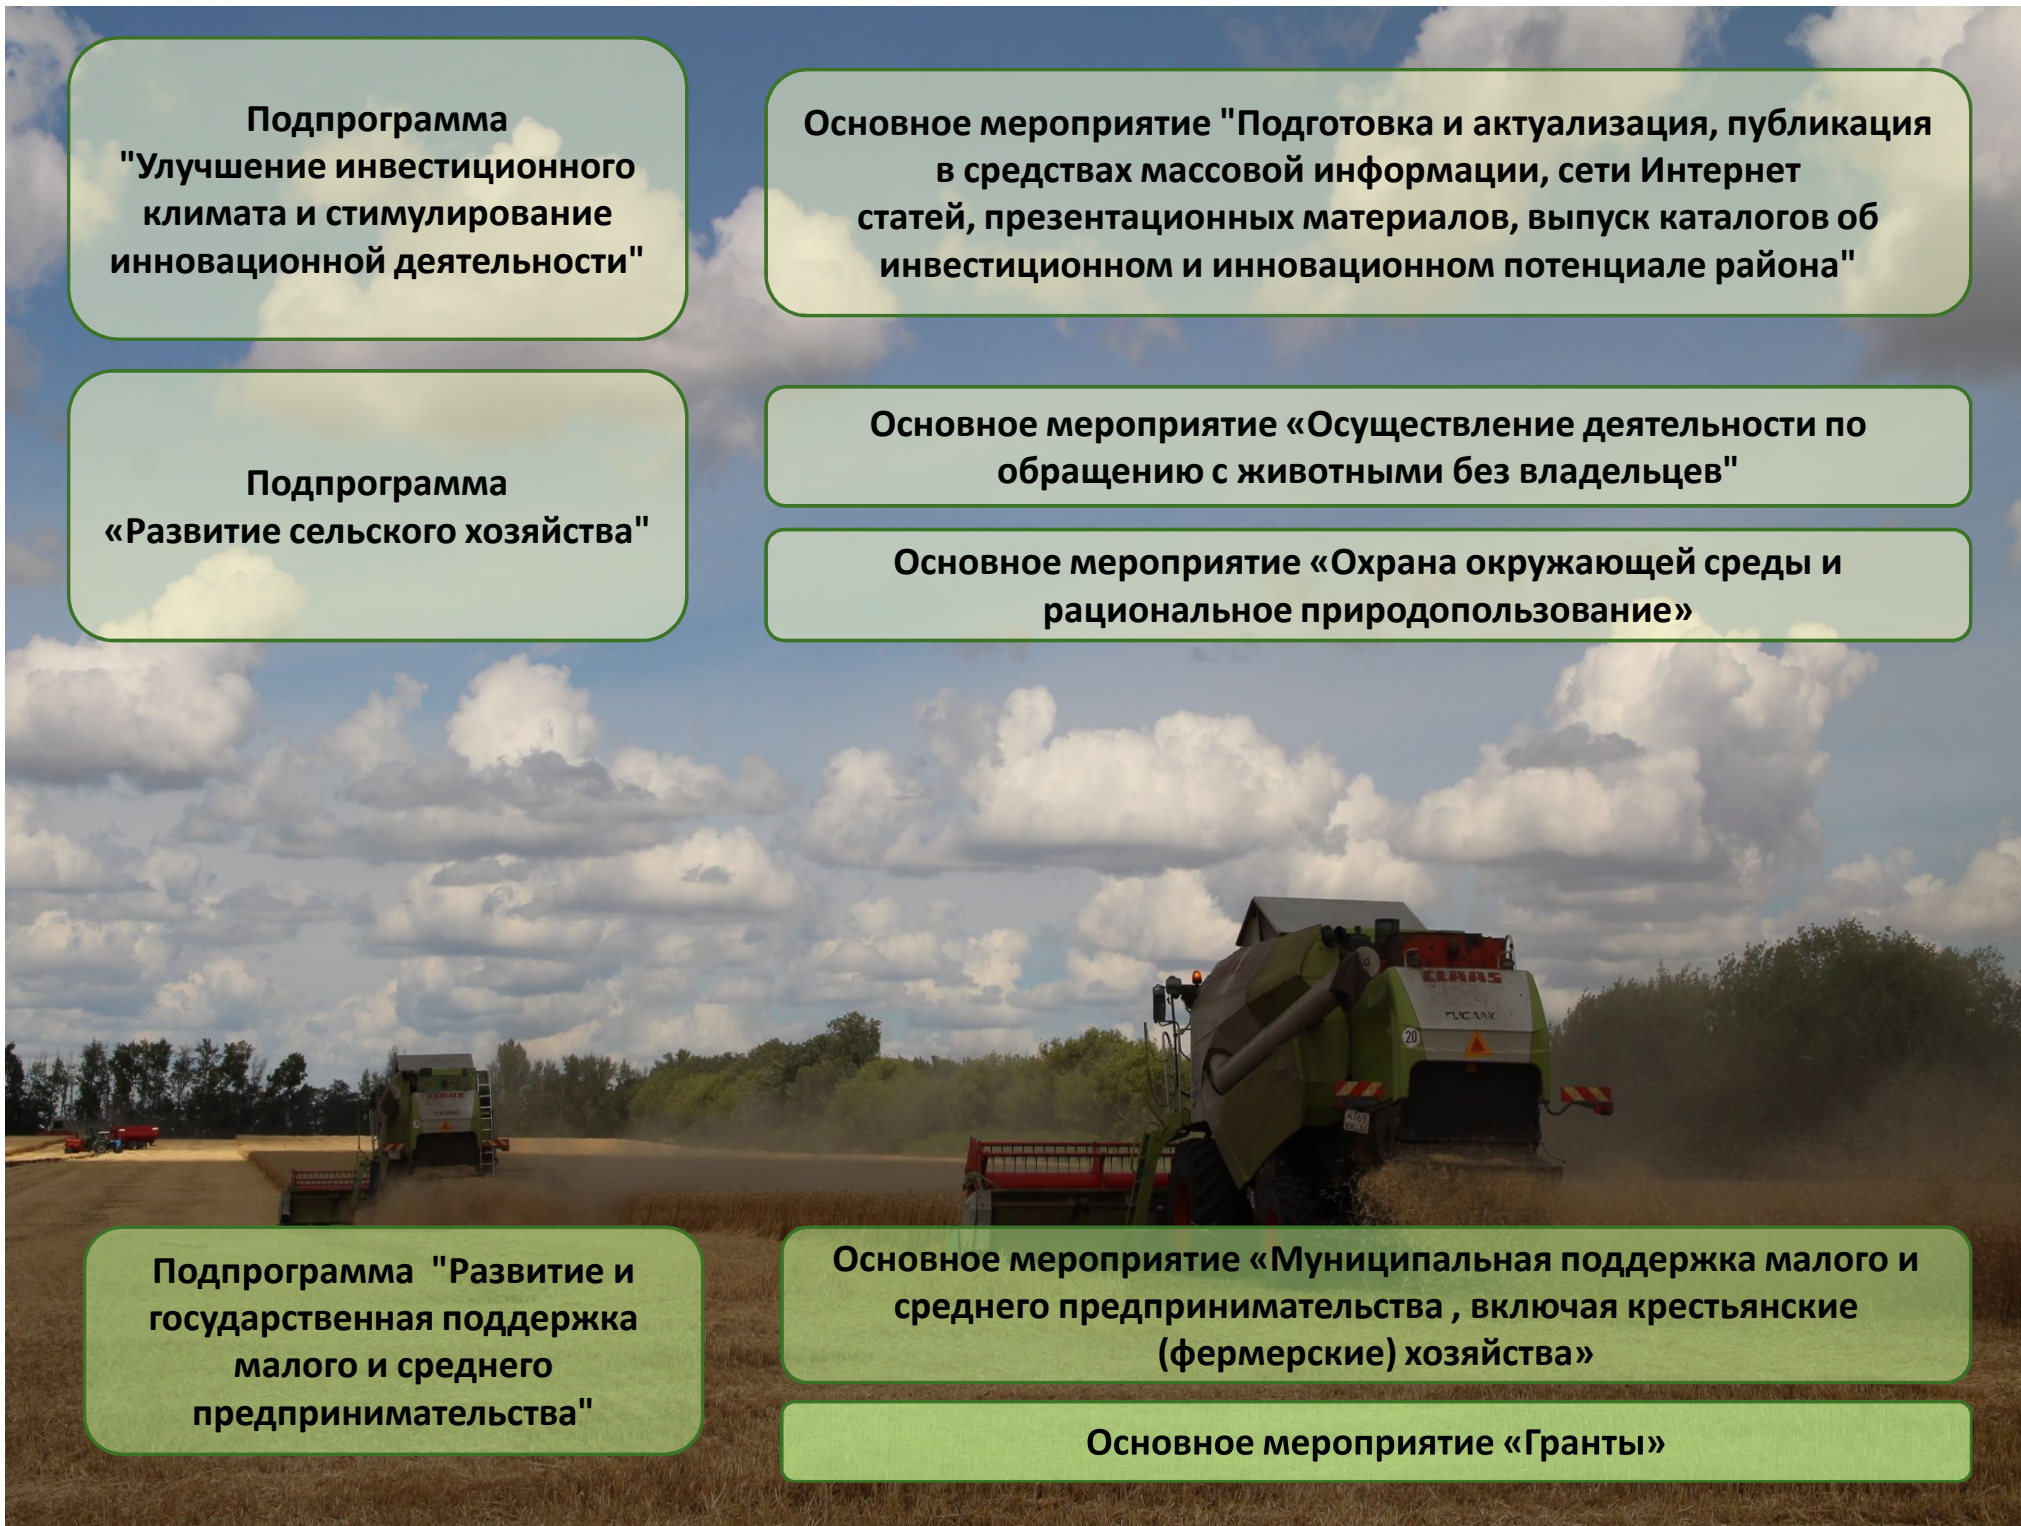 Подпрограмма
"Улучшение инвестиционного
климата и стимулирование
инновационной деятельности"
Основное мероприятие "Подготовка и актуализация, публикация
в средствах массовой информации, сети Интернет
статей, презентационных материалов, выпуск каталогов об
инвестиционном и инновационном потенциале района"
Подпрограмма
«Развитие сельского хозяйства"
Основное мероприятие «Осуществление деятельности по
обращению с животными без владельцев"
Основное мероприятие «Охрана окружающей среды и
рациональное природопользование»
CLAAS
TUCANO
20
CLAAS
TUCANO
4369
Подпрограмма "Развитие и
государственная поддержка
малого и среднего
предпринимательства"
Основное мероприятие «Муниципальная поддержка малого и
среднего предпринимательства , включая крестьянские
(фермерские) хозяйства»
Основное мероприятие «Гранты»